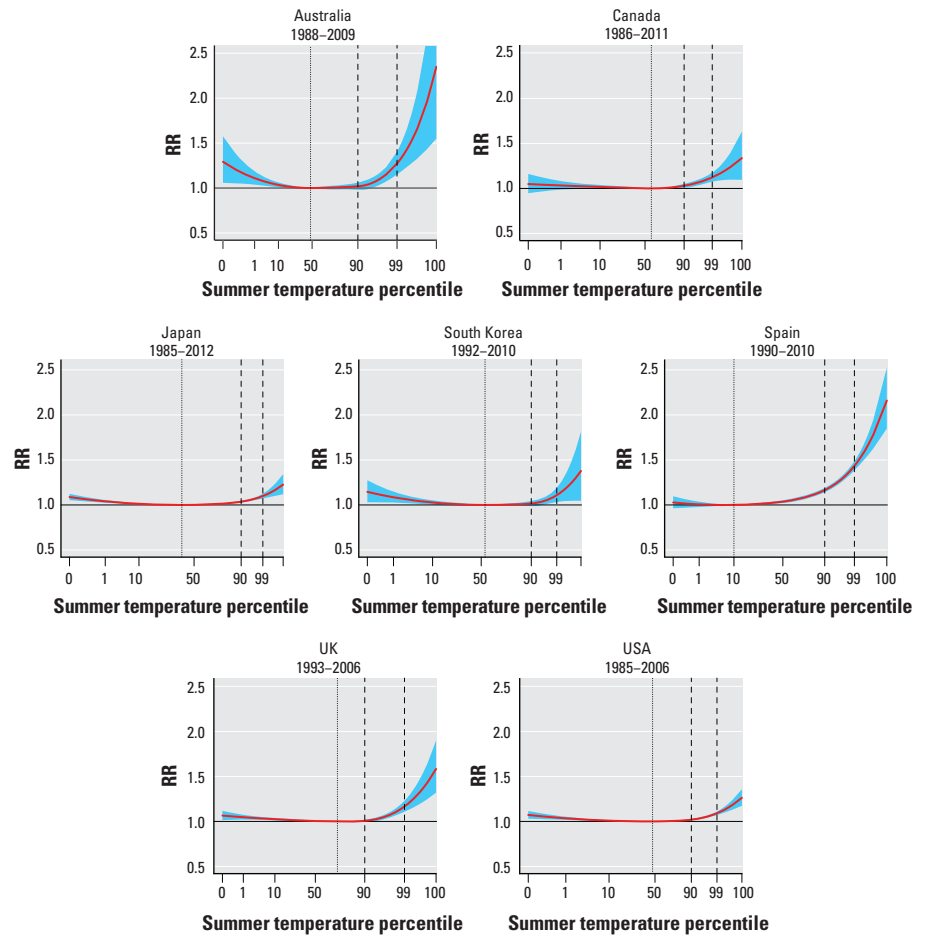 Australia
1988–2009
RR
2.5
2.0
1.5
1.0
0.5
0 1 10 50 90 99 100
Summer temperature percentile
Canada
1986–2011
RR
2.5
2.0
1.5
1.0
0.5
0 1 10 50 90 99 100
Summer temperature percentile
Japan
1985–2012
RR
2.5
2.0
1.5
1.0
0.5
0 1 10 50 90 99
Summer temperature percentile
South Korea
1992–2010
RR
2.5
2.0
1.5
1.0
0.5
0 1 10 50 90 99
Summer temperature percentile
Spain
1990–2010
RR
2.5
2.0
1.5
1.0
0.5
0 1 10 50 90 99 100
Summer temperature percentile
UK
1993–2006
RR
2.5
2.0
1.5
1.0
0.5
0 1 10 50 90 99 100
Summer temperature percentile
USA
1985–2006
RR
2.5
2.0
1.5
1.0
0.5
0 1 10 50 90 99 100
Summer temperature percentile